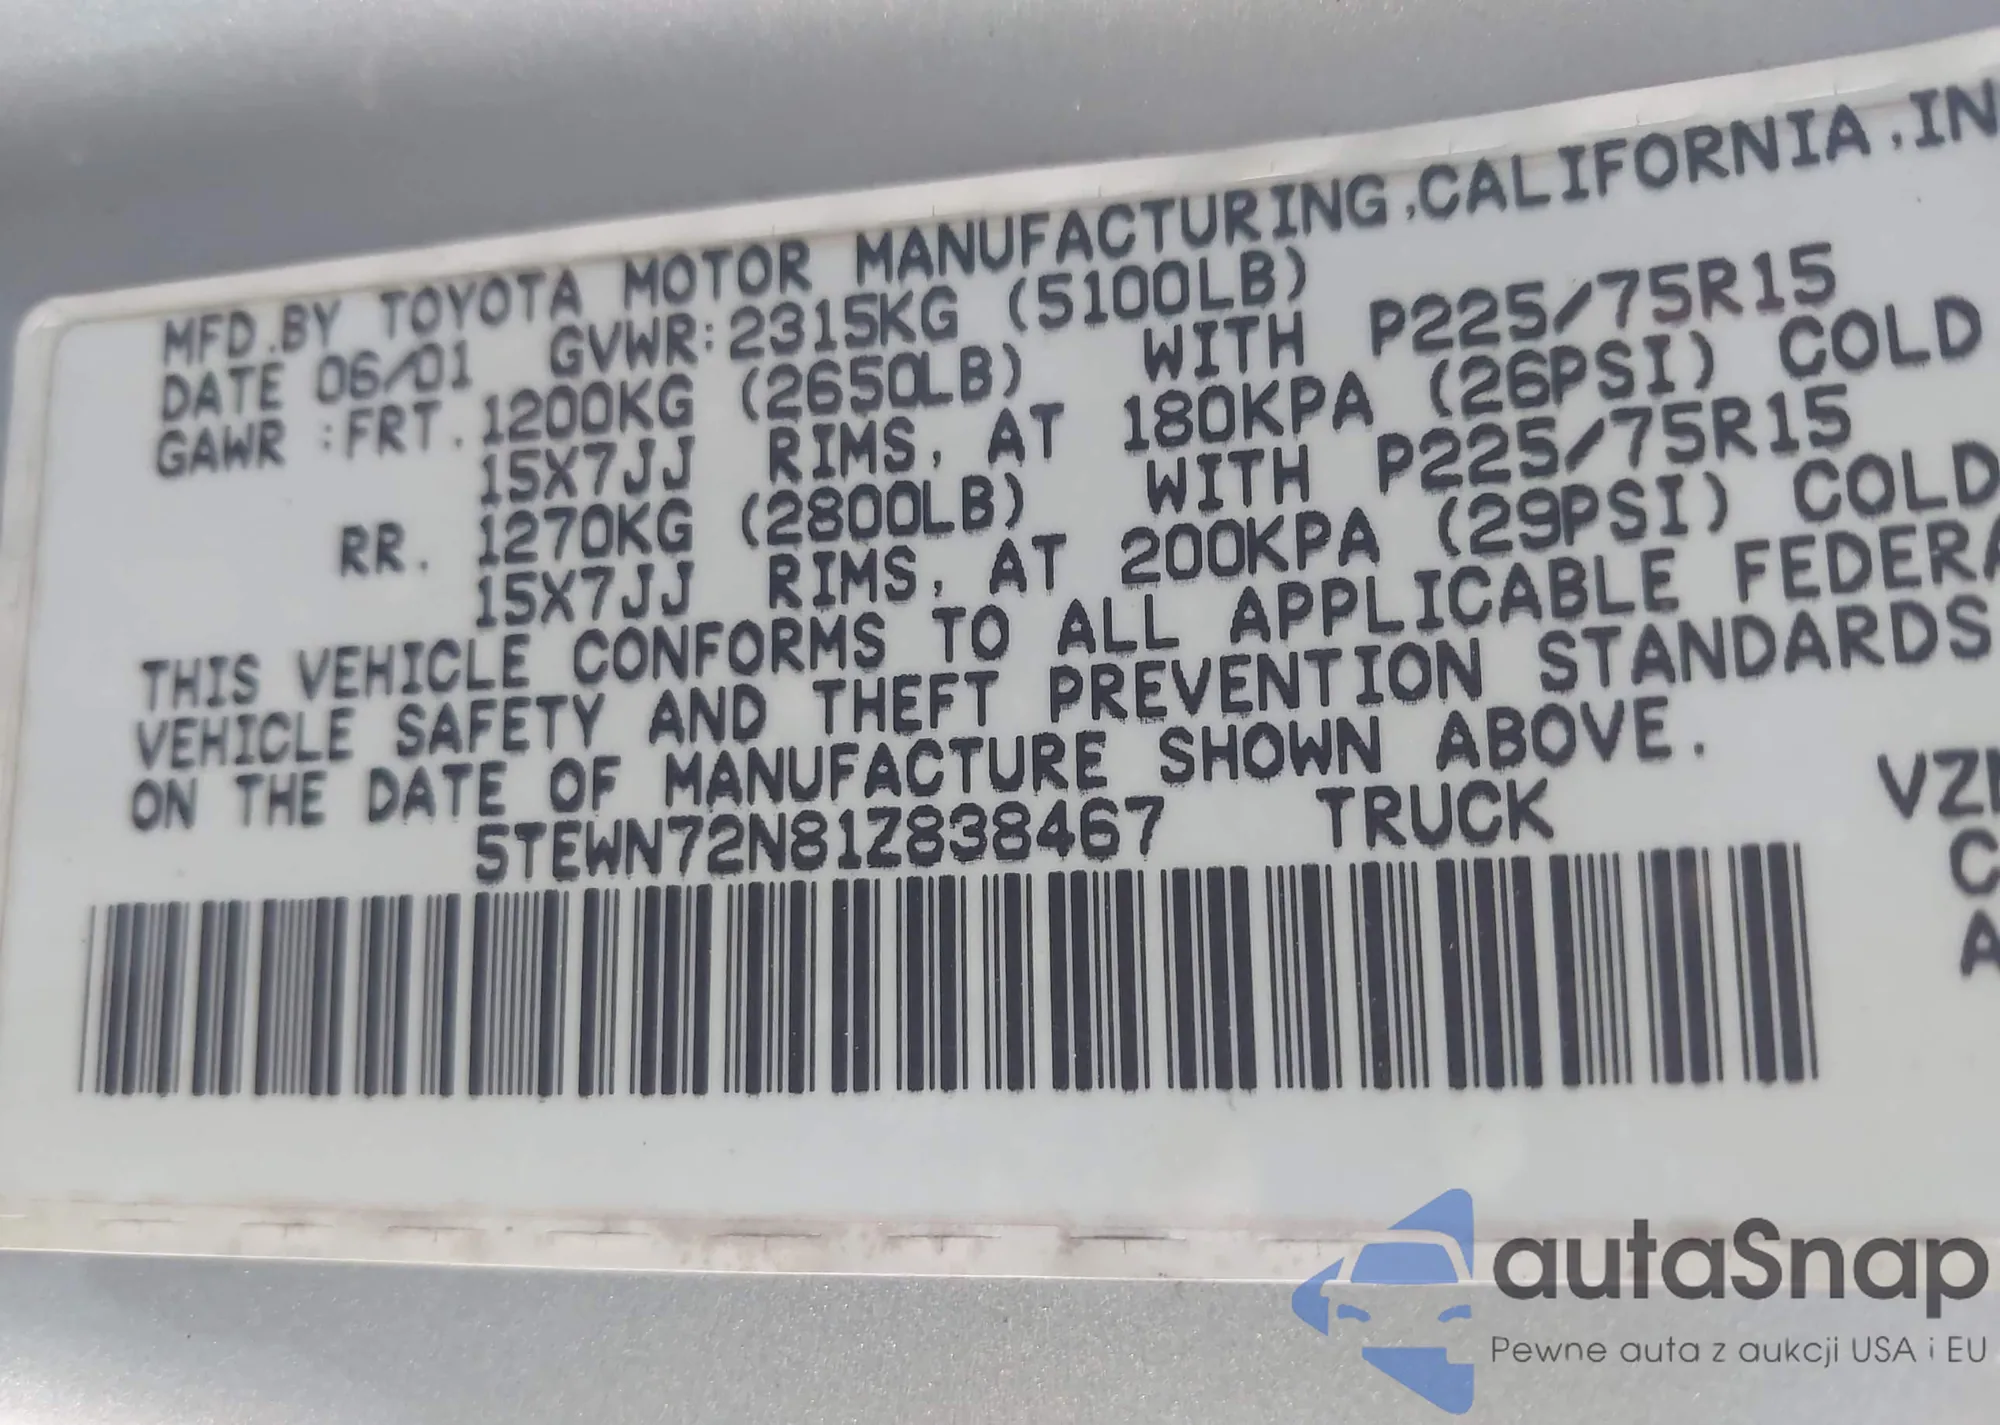 MFD.BY TOYOTA MOTOR MANUFACTURING,CALIFORNIA,IN
DATE 06/01 GVWR:2315KG (5100LB)
GAWR :FRT. 1200KG (2650LB) WITH P225/75R15
15X7JJ RIMS, AT 180KPA (26PSI) COLD
RR. 1270KG (2800LB) WITH P225/75R15
15X7JJ RIMS, AT 200KPA (29PSI) COLD
THIS VEHICLE CONFORMS TO ALL APPLICABLE FEDERA
VEHICLE SAFETY AND THEFT PREVENTION STANDARDS
ON THE DATE OF MANUFACTURE SHOWN ABOVE.
5TEWN72N81Z838467 TRUCK VZN
C
A
autaSnap
Pewne auta z aukcji USA i EU